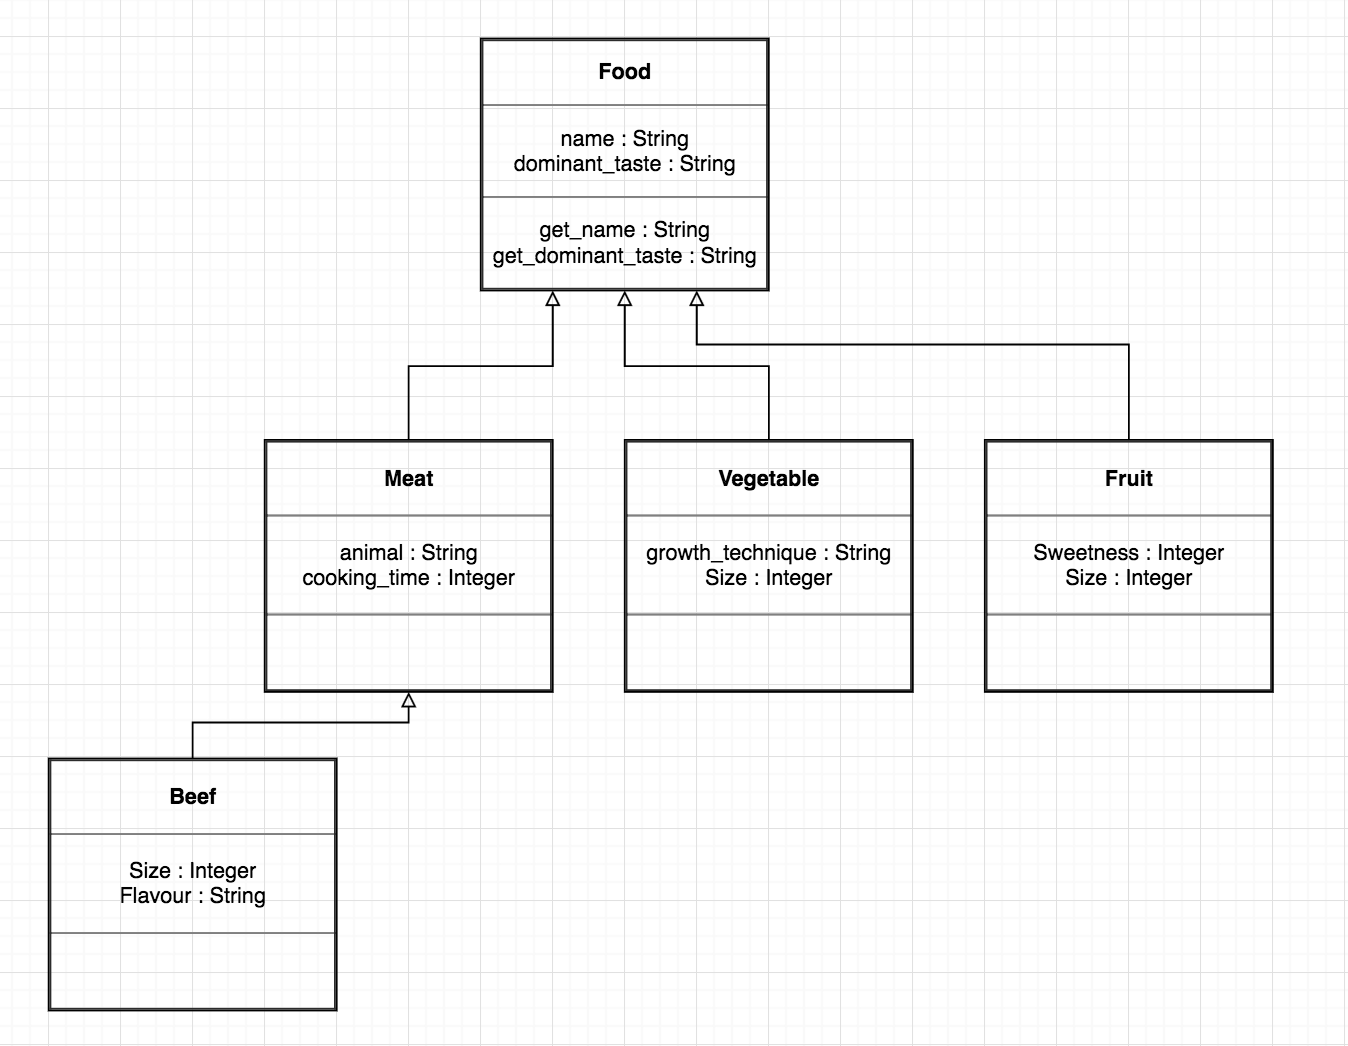 Food
name : String
dominant_taste : String
get_name : String
get_dominant_taste : String
Meat
animal : String
cooking_time : Integer
Vegetable
growth_technique : String
Size : Integer
Fruit
Sweetness : Integer
Size : Integer
Beef
Size : Integer
Flavour : String